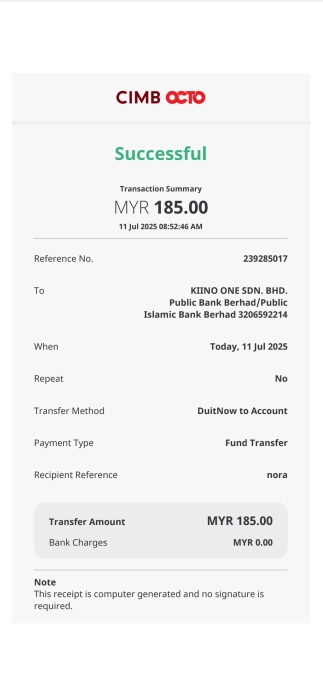 CIMB OCTO
Successful
Transaction Summary
MYR 185.00
11 Jul 2025 08:52:46 AM
Reference No. 239285017
To KIINO ONE SDN. BHD.
Public Bank Berhad/Public
Islamic Bank Berhad 3206592214
When Today, 11 Jul 2025
Repeat No
Transfer Method DuitNow to Account
Payment Type Fund Transfer
Recipient Reference nora
Transfer Amount MYR 185.00
Bank Charges MYR 0.00
Note
This receipt is computer generated and no signature is
required.